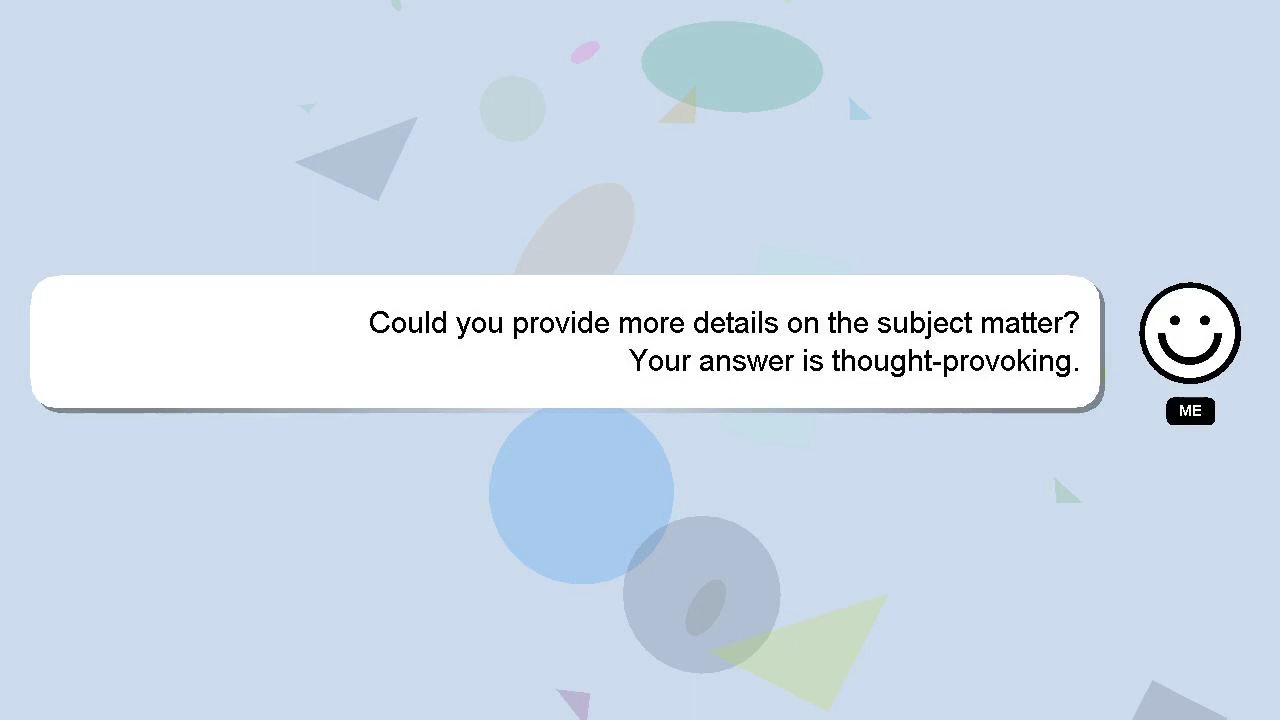 Could you provide more details on the subject matter?
Your answer is thought-provoking.
ME